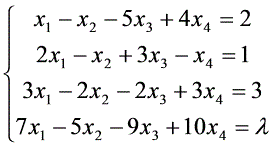 x₁ − x₂ − 5x₃ + 4x₄ = 2
2x₁ − x₂ + 3x₃ − x₄ = 1
3x₁ − 2x₂ − 2x₃ + 3x₄ = 3
7x₁ − 5x₂ − 9x₃ + 10x₄ = λ